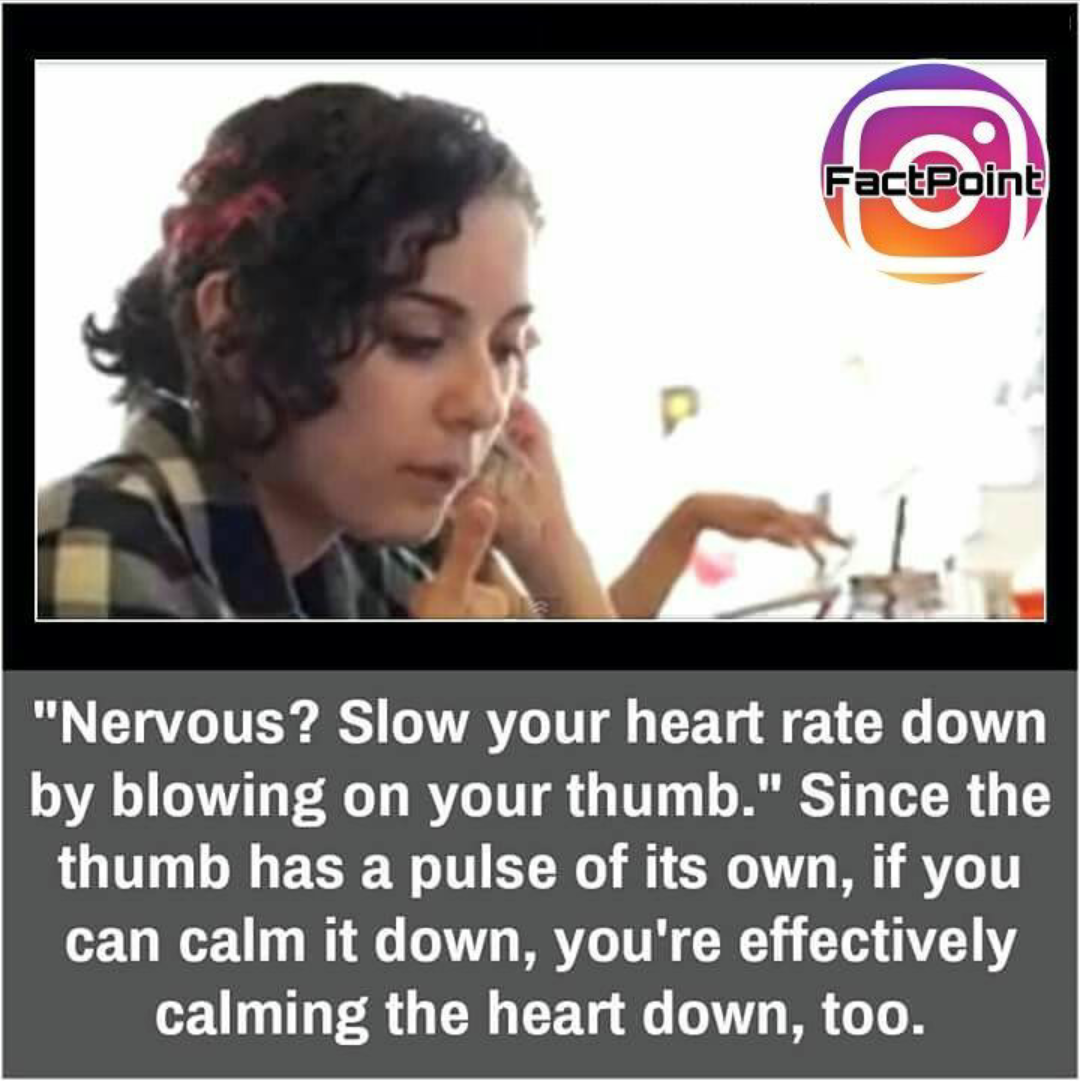 FactPoint
"Nervous? Slow your heart rate down
by blowing on your thumb." Since the
thumb has a pulse of its own, if you
can calm it down, you're effectively
calming the heart down, too.